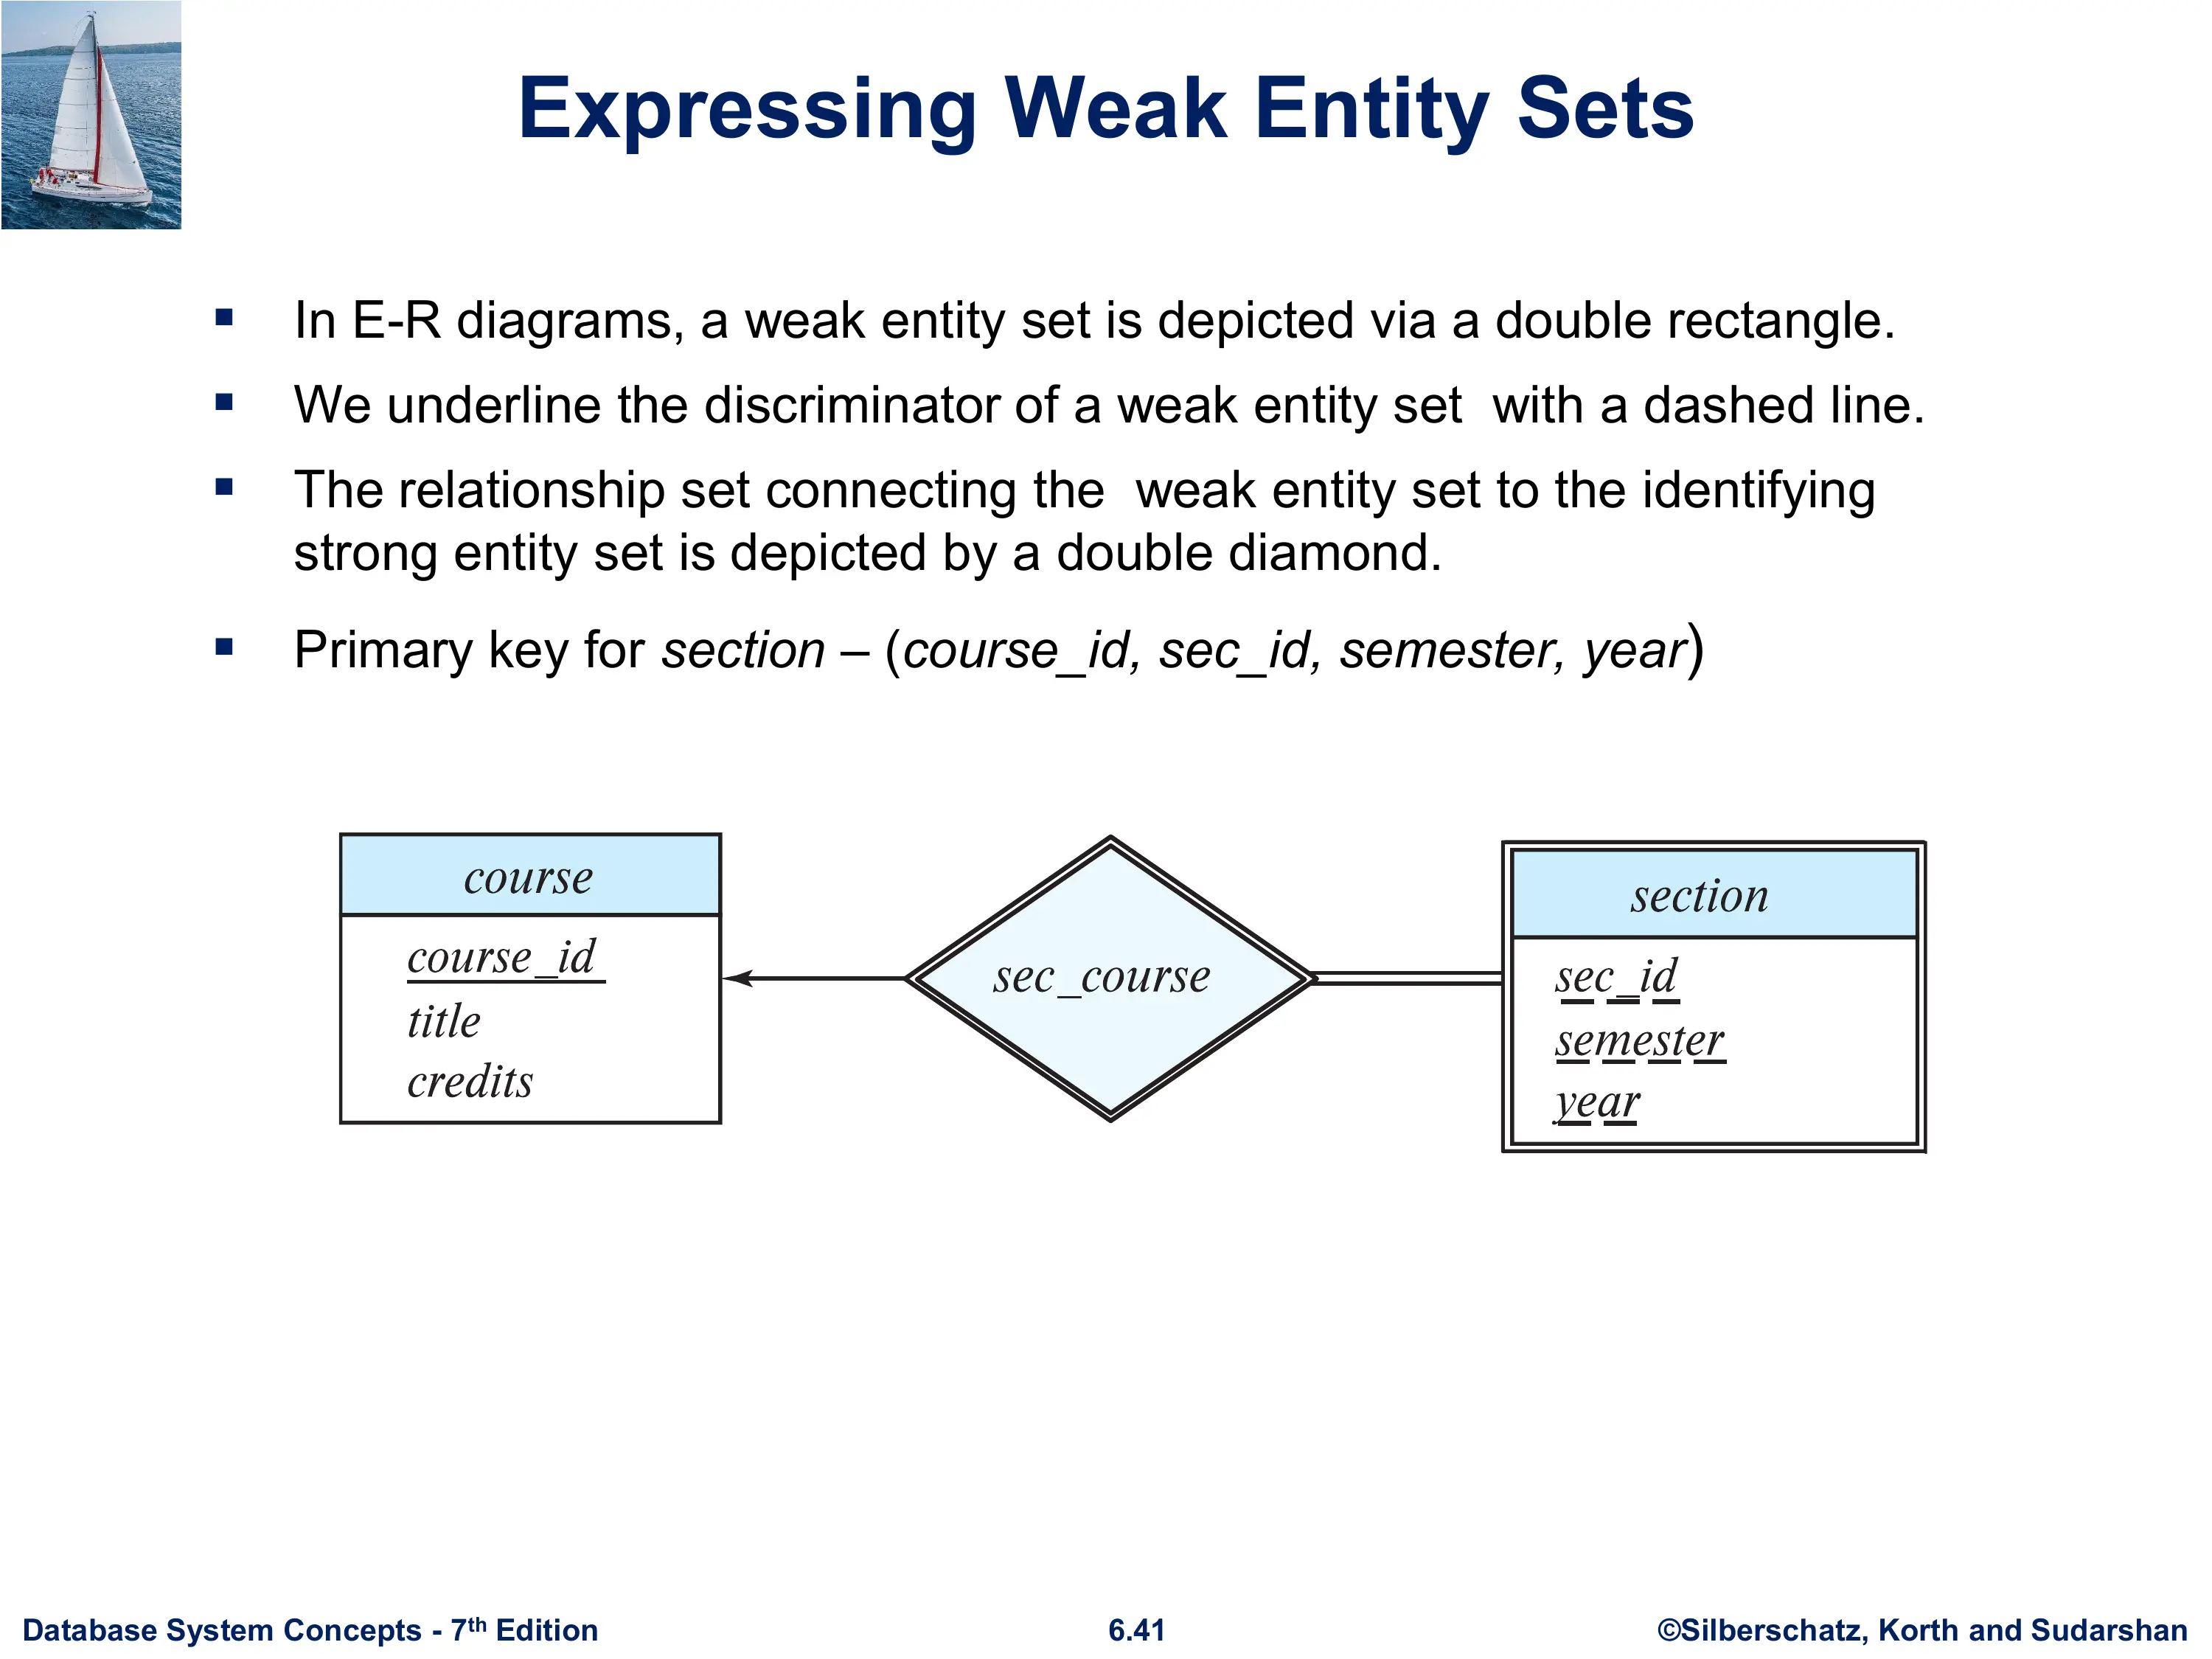 Expressing Weak Entity Sets
▪ In E-R diagrams, a weak entity set is depicted via a double rectangle.
▪ We underline the discriminator of a weak entity set  with a dashed line.
▪ The relationship set connecting the  weak entity set to the identifying
strong entity set is depicted by a double diamond.
▪ Primary key for section – (course_id, sec_id, semester, year)
course
course_id
title
credits
sec_course
section
sec_id
semester
year
Database System Concepts - 7th Edition
6.41
©Silberschatz, Korth and Sudarshan